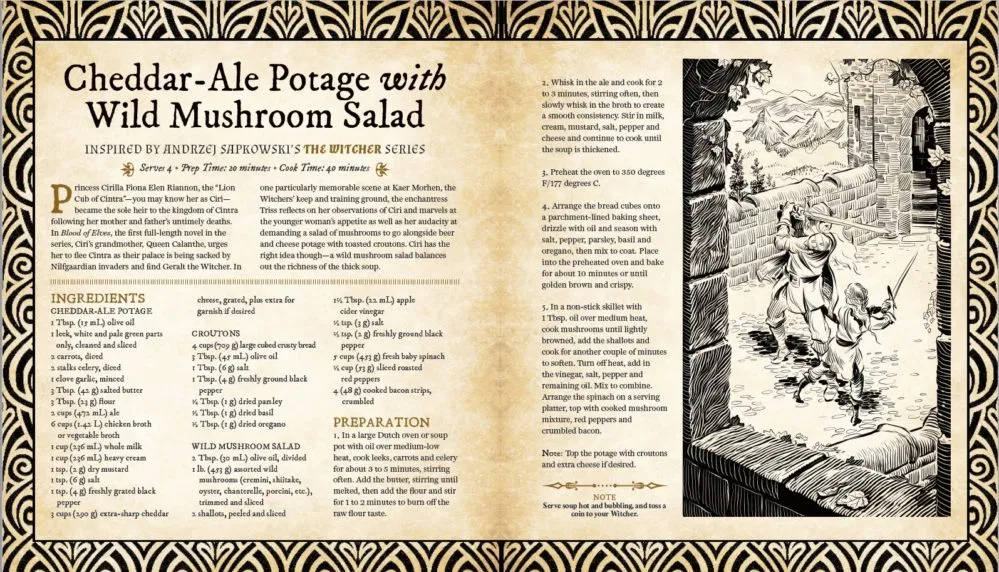 Cheddar-Ale Potage with
Wild Mushroom Salad
INSPIRED BY ANDRZEJ SAPKOWSKI'S THE WITCHER SERIES
Serves 4 • Prep Time: 20 minutes • Cook Time: 40 minutes
Princess Cirilla Fiona Elen Riannon, the “Lion
Cub of Cintra”—you may know her as Ciri—
became the sole heir to the kingdom of Cintra
following her mother and father's untimely deaths.
In Blood of Elves, the first full-length novel in the
series, Ciri's grandmother, Queen Calanthe, urges
her to flee Cintra as their palace is being sacked by
Nilfgaardian invaders and find Geralt the Witcher. In
one particularly memorable scene at Kaer Morhen, the
Witchers' keep and training ground, the enchantress
Triss reflects on her observations of Ciri and marvels at
the younger woman's appetite as well as her audacity at
demanding a salad of mushrooms to go alongside beer
and cheese potage with toasted croutons. Ciri has the
right idea though—a wild mushroom salad balances
out the richness of the thick soup.
INGREDIENTS
CHEDDAR-ALE POTAGE
1 Tbsp. (15 mL) olive oil
1 leek, white and pale green parts
only, cleaned and sliced
2 carrots, diced
2 stalks celery, diced
1 clove garlic, minced
3 Tbsp. (42 g) salted butter
3 Tbsp. (23 g) flour
2 cups (472 mL) ale
6 cups (1.42 L) chicken broth
or vegetable broth
1 cup (236 mL) whole milk
1 cup (236 mL) heavy cream
1 tsp. (2 g) dry mustard
1 tsp. (6 g) salt
1 tsp. (4 g) freshly grated black
pepper
3 cups (290 g) extra-sharp cheddar
cheese, grated, plus extra for
garnish if desired
CROUTONS
4 cups (709 g) large cubed crusty bread
3 Tbsp. (45 mL) olive oil
1 Tbsp. (6 g) salt
1 Tbsp. (4 g) freshly ground black
pepper
Tbsp. (1 g) dried parsley
Tbsp. (1 g) dried basil
Tbsp. (1 g) dried oregano
WILD MUSHROOM SALAD
2 Tbsp. (30 mL) olive oil, divided
1 lb. (453 g) assorted wild
mushrooms (cremini, shiitake,
oyster, chanterelle, porcini, etc.),
trimmed and sliced
2 shallots, peeled and sliced
Tbsp. (22 mL) apple
cider vinegar
(3 g) salt
(2 g) freshly ground black
pepper
5 cups (453 g) fresh baby spinach
cup (53 g) sliced roasted
red peppers
4 (48 g) cooked bacon strips,
crumbled
PREPARATION
1, In a large Dutch oven or soup
pot with oil over medium-low
heat, cook leeks, carrots and celery
for about 3 to 5 minutes, stirring
often. Add the butter, stirring until
melted, then add the flour and stir
for 1 to 2 minutes to burn off the
raw flour taste.
2, Whisk in the ale and cook for 2
to 3 minutes, stirring often, then
slowly whisk in the broth to create
a smooth consistency. Stir in milk,
cream, mustard, salt, pepper and
cheese and continue to cook until
the soup is thickened.
3, Preheat the oven to 350 degrees
F/177 degrees C.
4, Arrange the bread cubes onto
a parchment-lined baking sheet,
drizzle with oil and season with
salt, pepper, parsley, basil and
oregano, then mix to coat. Place
into the preheated oven and bake
for about 10 minutes or until
golden brown and crispy.
5, In a non-stick skillet with
1 Tbsp. oil over medium heat,
cook mushrooms until lightly
browned, add the shallots and
cook for another couple of minutes
to soften. Turn off heat, add in
the vinegar, salt, pepper and
remaining oil. Mix to combine.
Arrange the spinach on a serving
platter, top with cooked mushroom
mixture, red peppers and
crumbled bacon.
Note: Top the potage with croutons
and extra cheese if desired.
NOTE
Serve soup hot and bubbling, and toss a
coin to your Witcher.